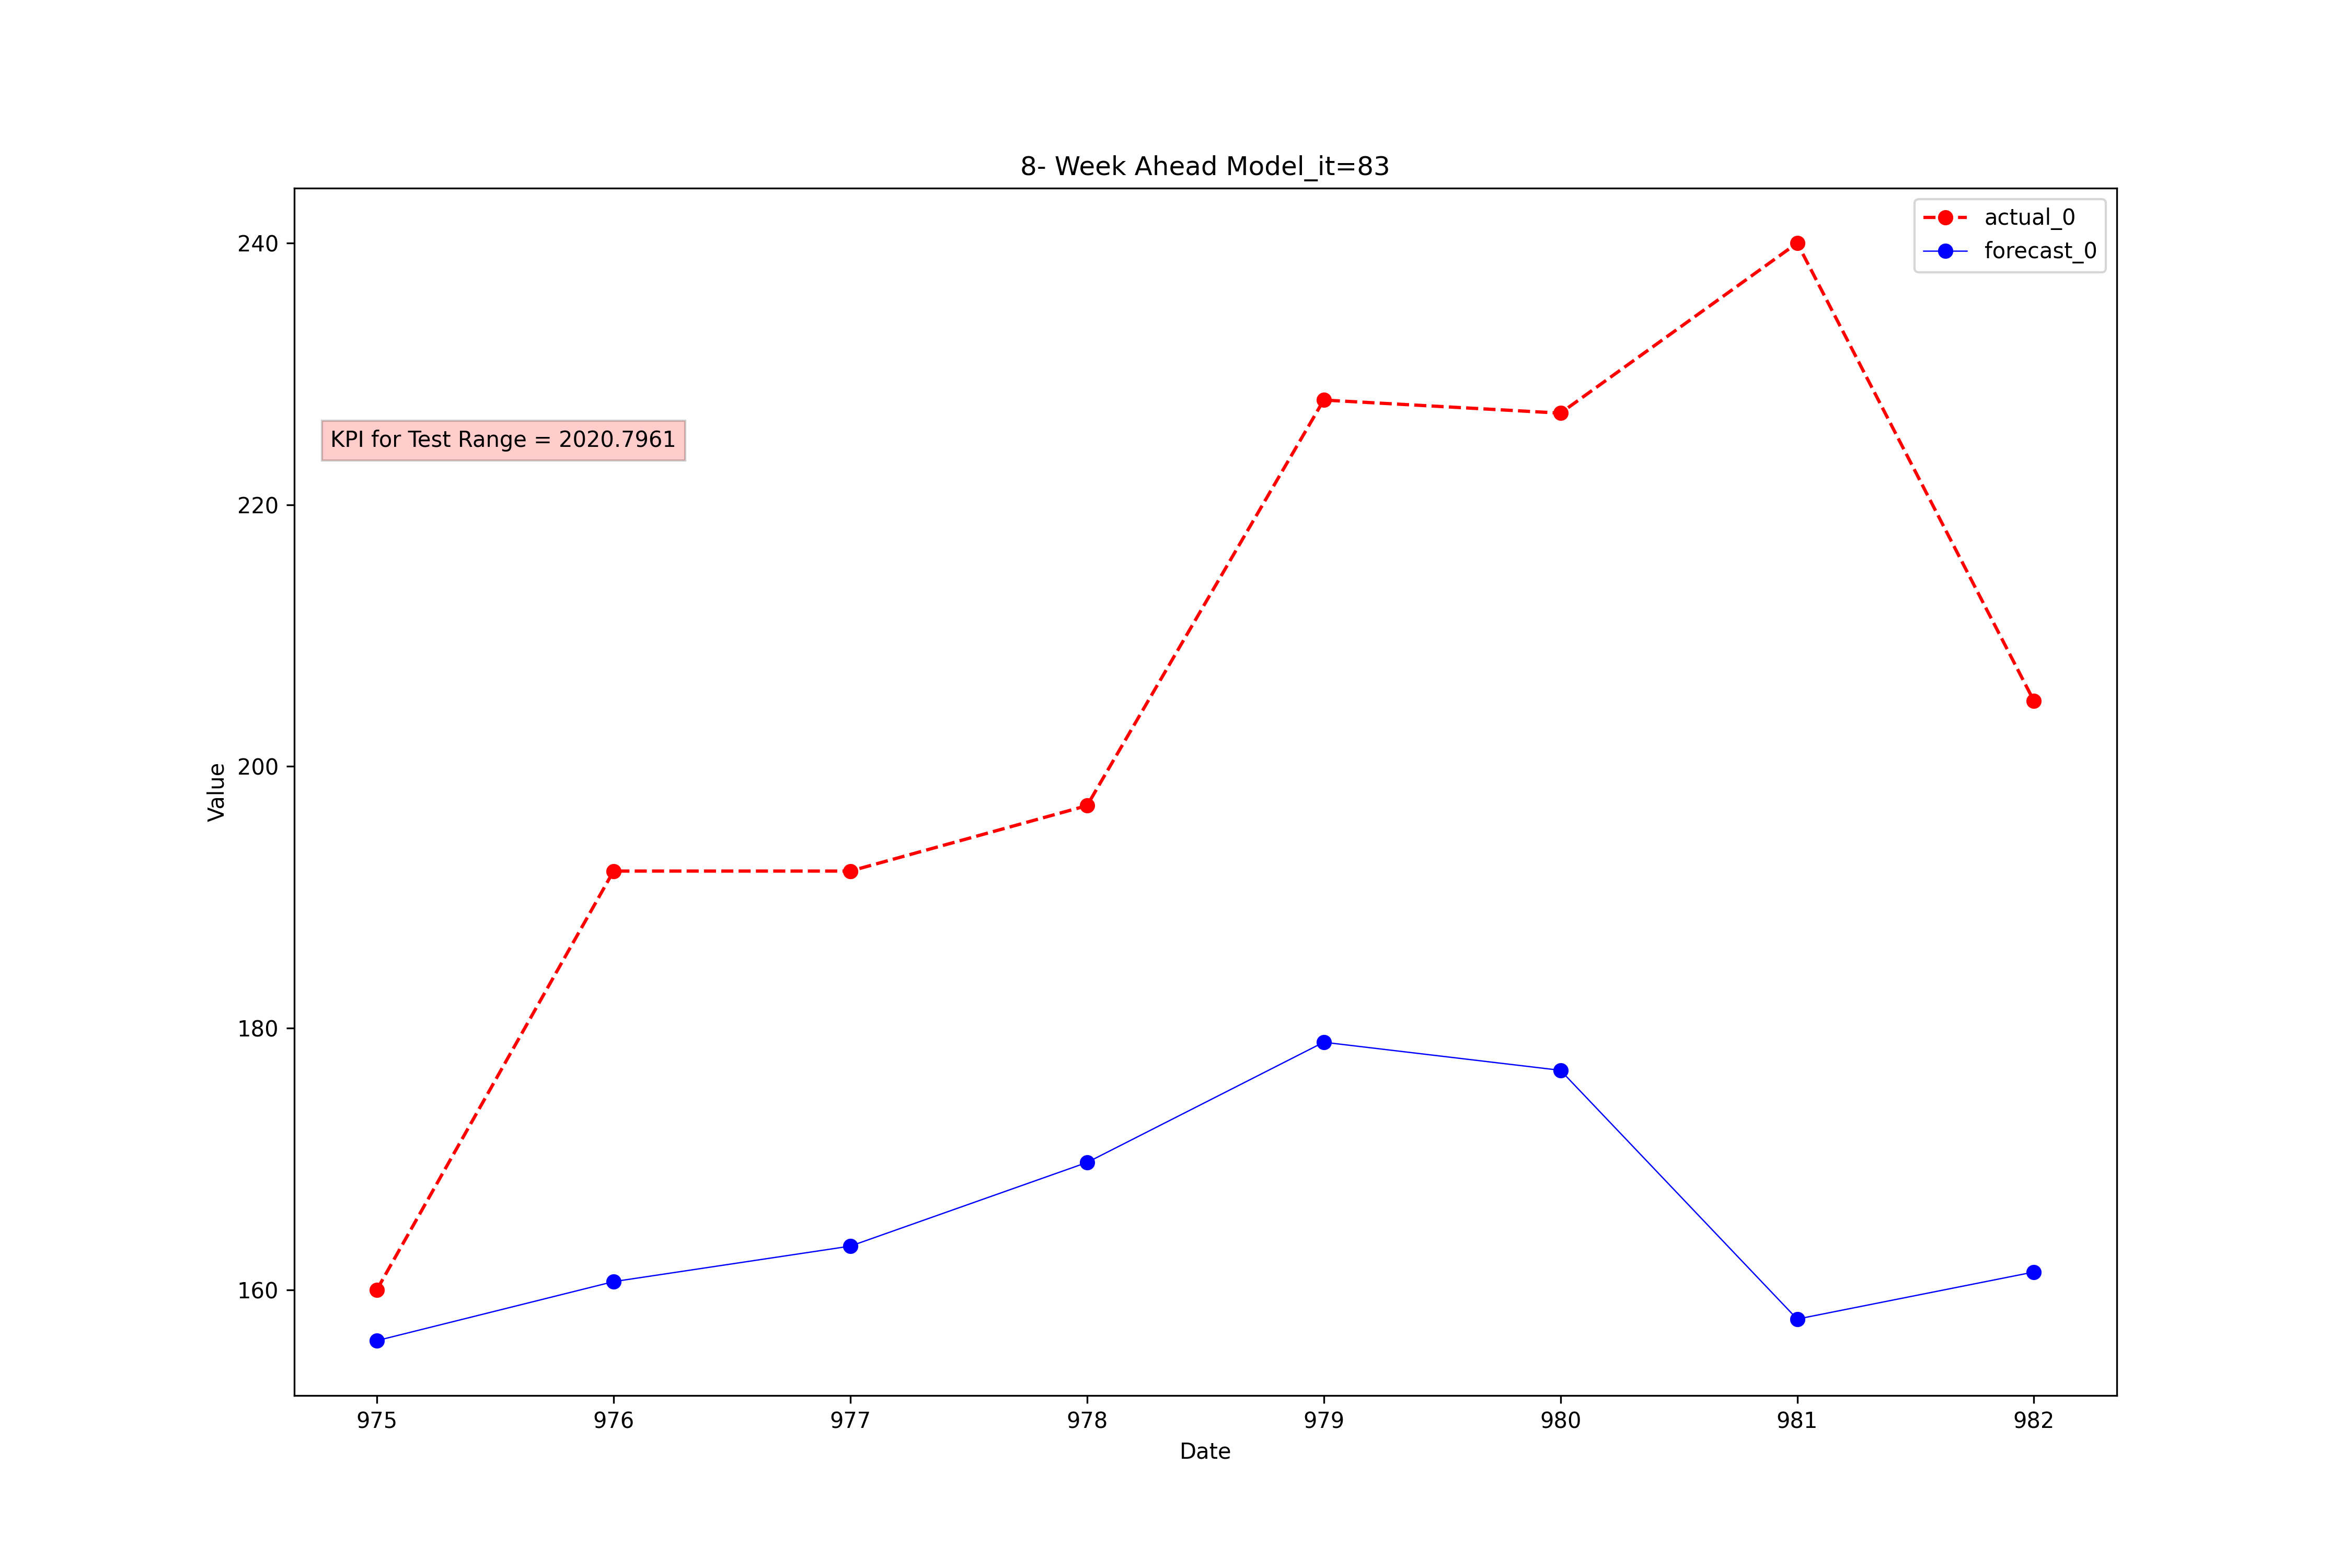 8- Week Ahead Model_it=83
actual_0
forecast_0
KPI for Test Range = 2020.7961
240
220
200
180
160
Value
975 976 977 978 979 980 981 982
Date